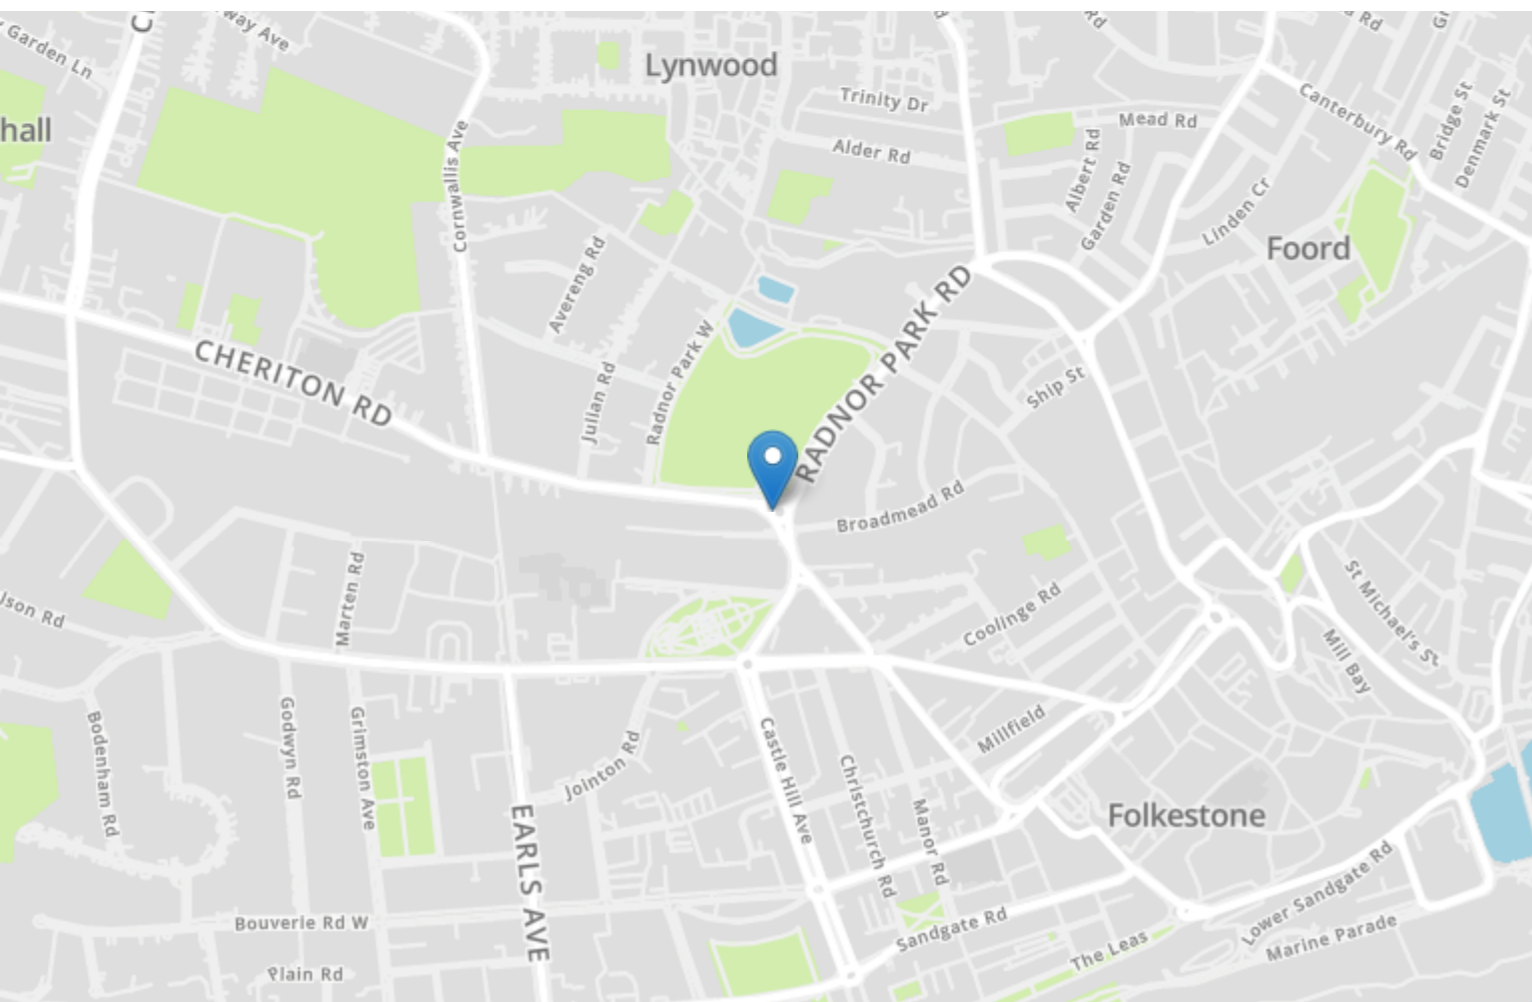 Garden Ln
way Ave
Lynwood
Trinity Dr
Alder Rd
Mead Rd
Albert Rd
Garden Rd
Linden Cr
Canterbury Rd
Bridge St
Denmark St
Rd
Rd
hall
Cornwallis Ave
Foord
Avereng Rd
Radnor Park W
Julian Rd
RADNOR PARK RD
Ship St
CHERITON RD
Broadmead Rd
Marten Rd
Coolinge Rd
St Michael's St
Mill Bay
son Rd
Bodenham Rd
Godwyn Rd
Grimston Ave
Jointon Rd
Castle Hill Ave
Christchurch Rd
Manor Rd
Millfield
Folkestone
EARLS AVE
Bouverie Rd W
Plain Rd
Sandgate Rd
The Leas
Lower Sandgate Rd
Marine Parade